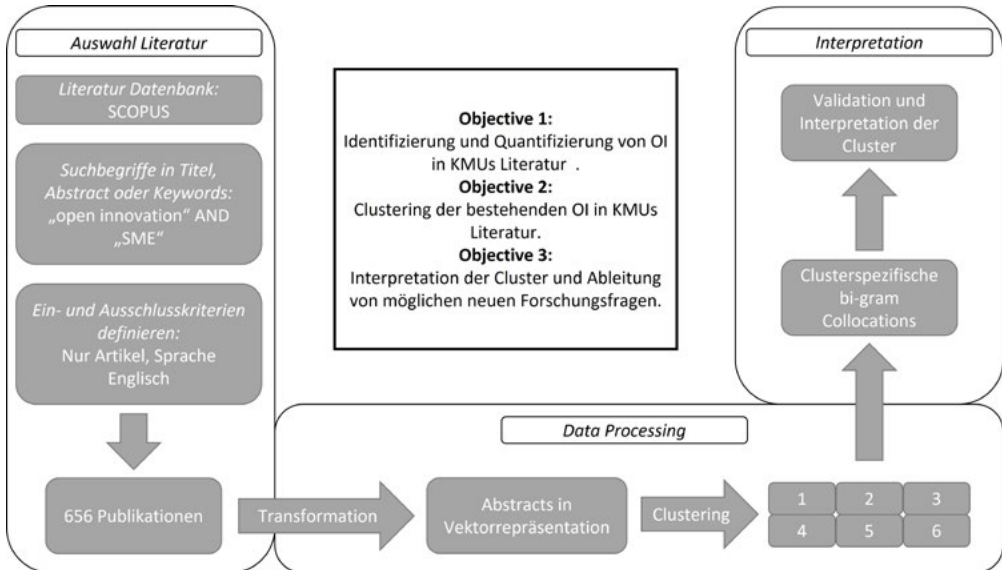 Auswahl Literatur
Literatur Datenbank:
SCOPUS
Suchbegriffe in Titel,
Abstract oder Keywords:
„open innovation“ AND
„SME“
Ein- und Ausschlusskriterien
definieren:
Nur Artikel, Sprache
Englisch
656 Publikationen
Objective 1:
Identifizierung und Quantifizierung von OI
in KMUs Literatur .
Objective 2:
Clustering der bestehenden OI in KMUs
Literatur.
Objective 3:
Interpretation der Cluster und Ableitung
von möglichen neuen Forschungsfragen.
Data Processing
Transformation
Abstracts in
Vektorrepräsentation
Clustering
1 2 3
4 5 6
Interpretation
Validation und
Interpretation der
Cluster
Clusterspezifische
bi-gram
Collocations